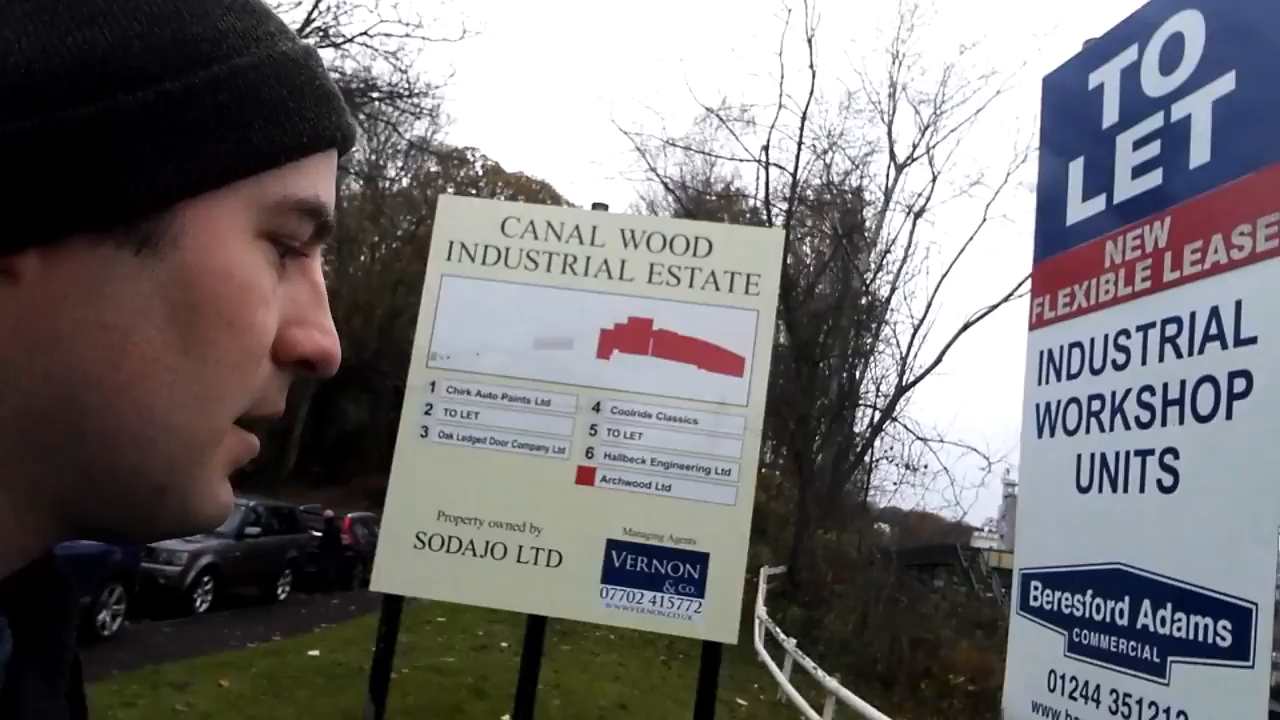 CANAL WOOD
INDUSTRIAL ESTATE
1 Chirk Auto Paints Ltd
2 TO LET
3 Oak Ledged Door Company Ltd
4 Coolride Classics
5 TO LET
6 Hallbeck Engineering Ltd
Archwood Ltd
Property owned by
SODAJO LTD
Managing Agents
VERNON
& Co.
07702 415772
WWW.VERNON.CO.UK
TO
LET
NEW
FLEXIBLE LEASE
INDUSTRIAL
WORKSHOP
UNITS
Beresford Adams
COMMERCIAL
01244 351212